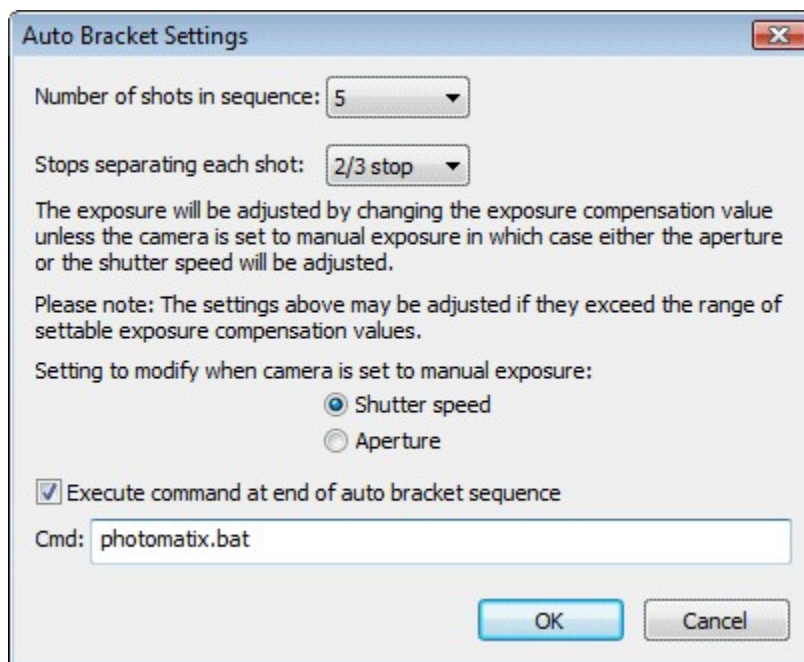 Auto Bracket Settings
Number of shots in sequence: 5
Stops separating each shot: 2/3 stop
The exposure will be adjusted by changing the exposure compensation value
unless the camera is set to manual exposure in which case either the aperture
or the shutter speed will be adjusted.
Please note: The settings above may be adjusted if they exceed the range of
settable exposure compensation values.
Setting to modify when camera is set to manual exposure:
Shutter speed
Aperture
Execute command at end of auto bracket sequence
Cmd: photomatix.bat
OK Cancel